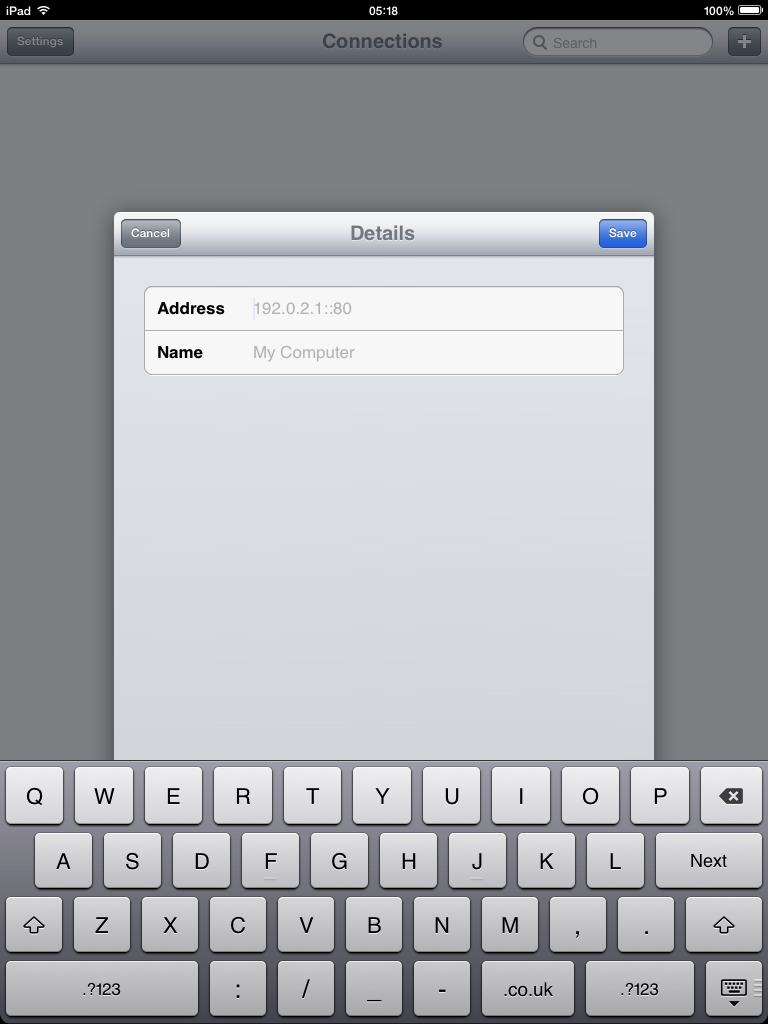 iPad 05:18 100%
Settings Connections Search
Cancel Details Save
Address 192.0.2.1::80
Name My Computer
Q W E R T Y U I O P
A S D F G H J K L Next
Z X C V B N M , .
.?123 : / _ - .co.uk .?123